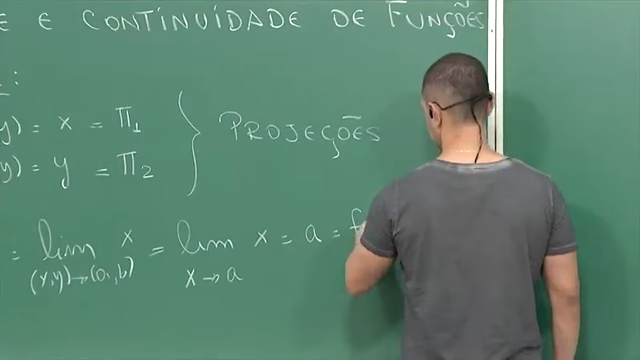 E E CONTINUIDADE DE FUNÇÕES
:
y) = x = Π₁
y) = y = Π₂
} PROJEÇÕES
= lim x = lim x = a = f
(x,y)→(a,b) x→a